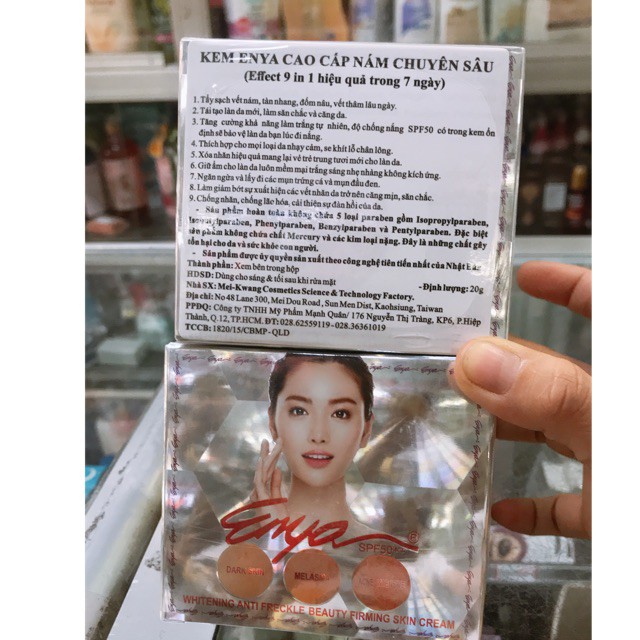 KEM ENYA CAO CẤP NÁM CHUYÊN SÂU
(Effect 9 in 1 hiệu quả trong 7 ngày)
1. Tẩy sạch vết nám, tàn nhang, đồm nâu, vết thâm lâu ngày.
2. Tái tạo làn da mới, làm săn chắc và căng da.
3. Tăng cường khả năng làm trắng tự nhiên, độ chống nắng SPF50 có trong kem ổn
định sẽ bảo vệ làn da bạn lúc đi nắng.
4. Thích hợp cho mọi loại da nhạy cảm, se khít lỗ chân lông.
5. Xóa nhăn hiệu quả mang lại vẻ trẻ trung tươi mới cho làn da.
6. Giữ ẩm cho làn da luôn mềm mại trắng sáng nhẹ nhàng không kích ứng.
7. Ngăn ngừa và lấy đi các mụn trứng cá và mụn đầu đen.
8. Làm giảm bớt sự xuất hiện các vết nhăn da trở nên căng mịn, săn chắc.
9. Chống nhăn, chống lão hóa, cải thiện sự đàn hồi của da.
- Sản phẩm hoàn toàn không chứa 5 loại paraben gồm Isopropylparaben,
Isobutylparaben, Phenylparaben, Benzylparaben và Pentylparaben. Đặc biệt
sản phẩm không chứa chất Mercury và các kim loại nặng. Đây là những chất gây
tổn hại cho da và sức khỏe con người.
- Sản phẩm được ủy quyền sản xuất theo công nghệ tiên tiến nhất của Nhật Bản
Thành phần: Xem bên trong hộp
HDSD: Dùng cho sáng & tối sau khi rửa mặt - Định lượng: 20g
Nhà SX: Mei-Kwang Cosmetics Science & Technology Factory.
Địa chỉ: No 48 Lane 300, Mei Dou Road, Sun Men Dist, Kaohsiung, Taiwan
PPĐQ: Công ty TNHH Mỹ Phẩm Mạnh Quân/ 176 Nguyễn Thị Tràng, KP6, P.Hiệp
Thành, Q.12, TP.HCM. ĐT: 028.62559119 - 028.36361019
TCCB: 1820/15/CBMP-QLD
Enya®
SPF50
DARK SKIN
MELASMA
WHITENING ANTI FRECKLE BEAUTY FIRMING SKIN CREAM